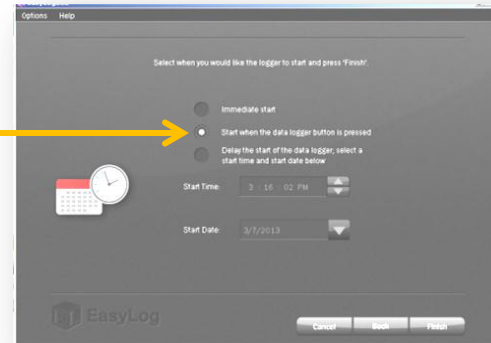 Options Help
Select when you would like the logger to start and press 'Finish'.
Immediate start
Start when the data logger button is pressed
Delay the start of the data logger, select a
start time and start date below
Start Time: 3 : 16 : 02 PM
Start Date: 3/7/2013
EasyLog
Cancel Back Finish